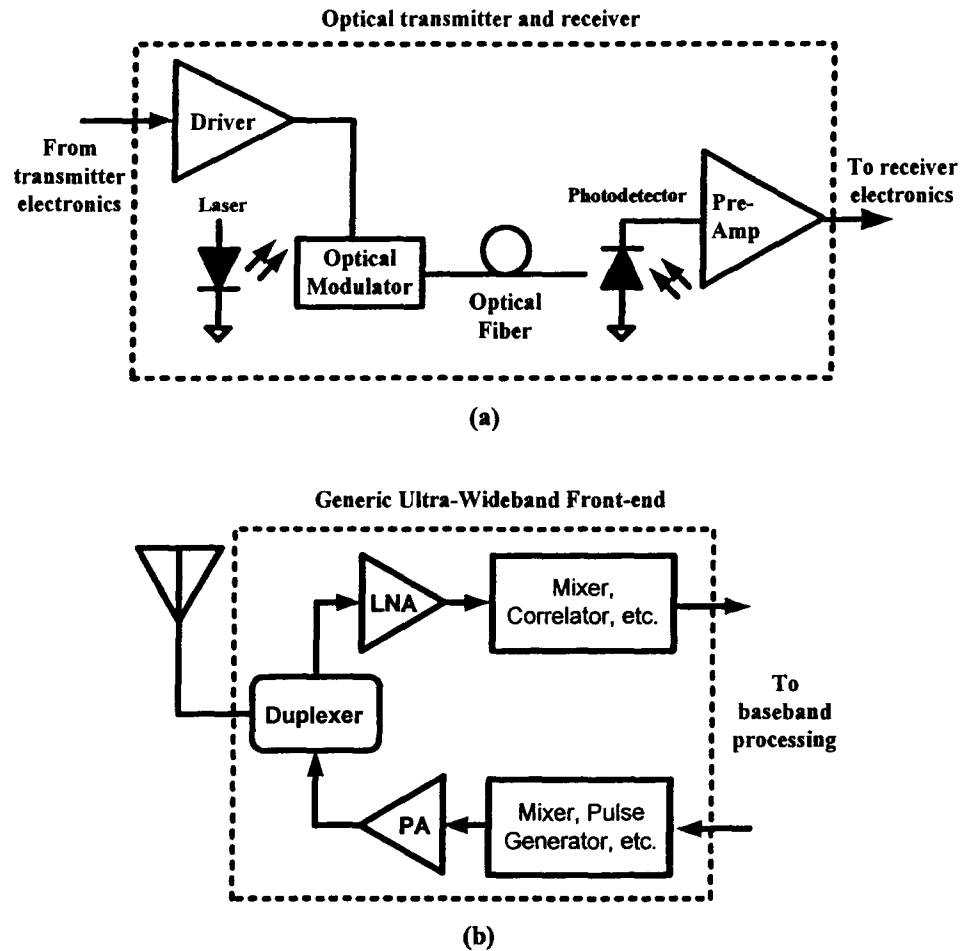 Optical transmitter and receiver
Driver
From
transmitter
electronics
Laser
Optical
Modulator
Optical
Fiber
Photodetector
Pre-
Amp
To receiver
electronics
(a)
Generic Ultra-Wideband Front-end
LNA
Mixer,
Correlator, etc.
Duplexer
To
baseband
processing
PA
Mixer, Pulse
Generator, etc.
(b)